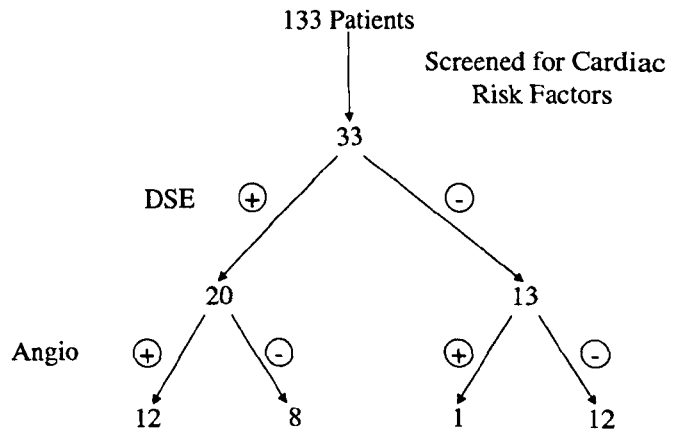 133 Patients
Screened for Cardiac
Risk Factors
33
DSE + -
20 13
Angio + - + -
12 8 1 12